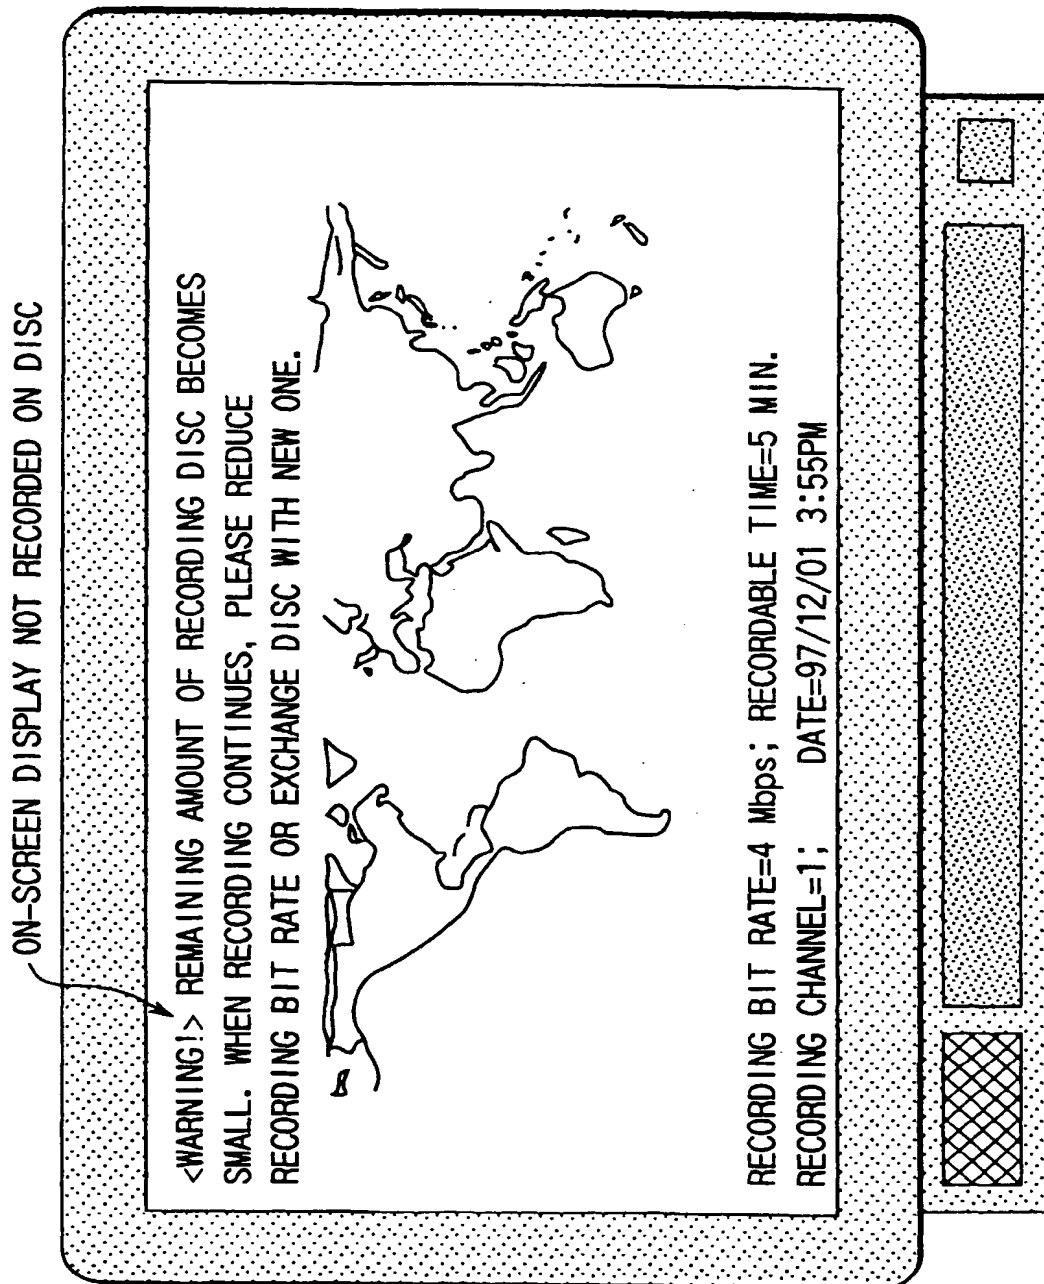 ON-SCREEN DISPLAY NOT RECORDED ON DISC
<WARNING!> REMAINING AMOUNT OF RECORDING DISC BECOMES
SMALL. WHEN RECORDING CONTINUES, PLEASE REDUCE
RECORDING BIT RATE OR EXCHANGE DISC WITH NEW ONE.
RECORDING BIT RATE=4 Mbps; RECORDABLE TIME=5 MIN.
RECORDING CHANNEL=1; DATE=97/12/01 3:55PM